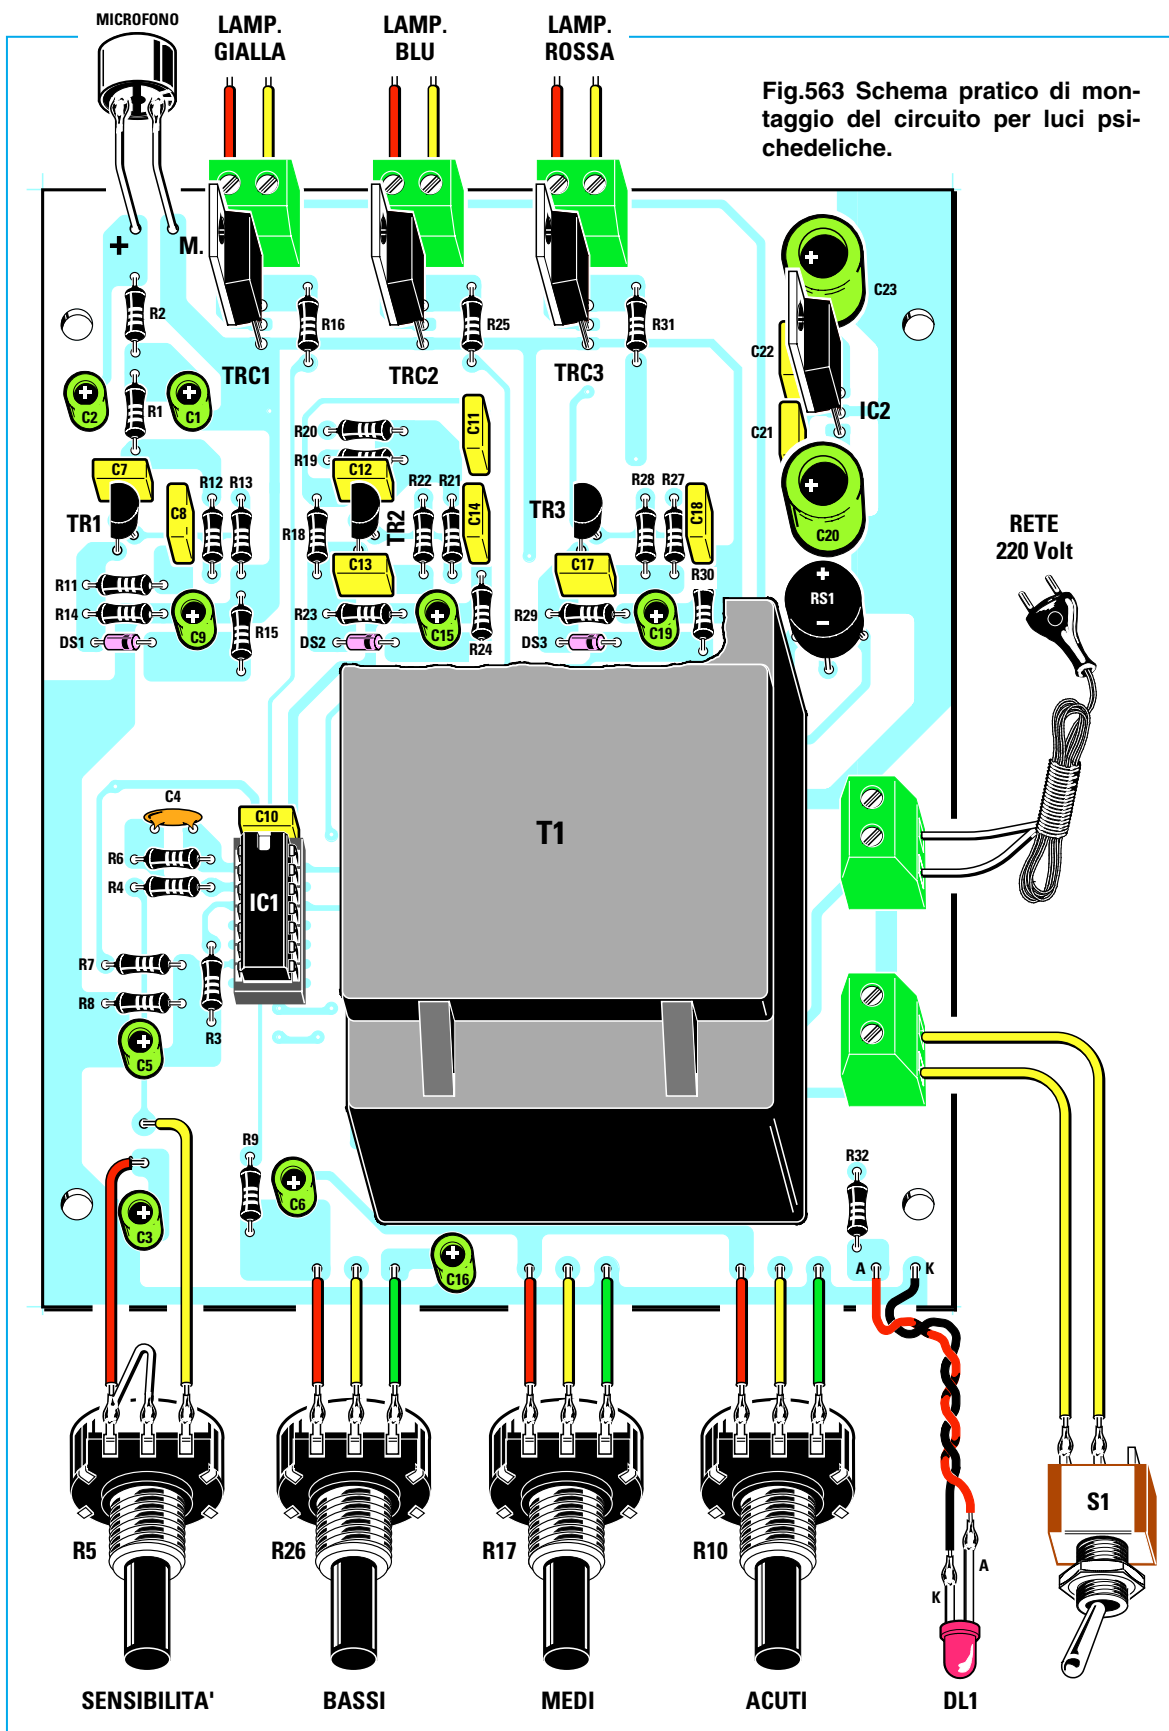 MICROFONO
LAMP.
GIALLA
LAMP.
BLU
LAMP.
ROSSA
Fig.563 Schema pratico di mon-
taggio del circuito per luci psi-
chedeliche.
+
M.
R2
R16
R25
R31
C23
C22
TRC1
TRC2
TRC3
IC2
C2
R1
C1
R20
C11
C21
R19
C7
C12
R12
R13
R22
R21
R28
R27
TR1
C8
R18
TR2
C14
TR3
C18
C20
RETE
220 Volt
C13
C17
R30
R11
+
RS1
-
R14
R23
R29
C9
R15
C15
R24
C19
DS1
DS2
DS3
C4
C10
T1
R6
R4
IC1
R7
R8
R3
C5
R9
C6
R32
C3
C16
A
K
R5
R26
R17
R10
S1
A
K
SENSIBILITA'
BASSI
MEDI
ACUTI
DL1